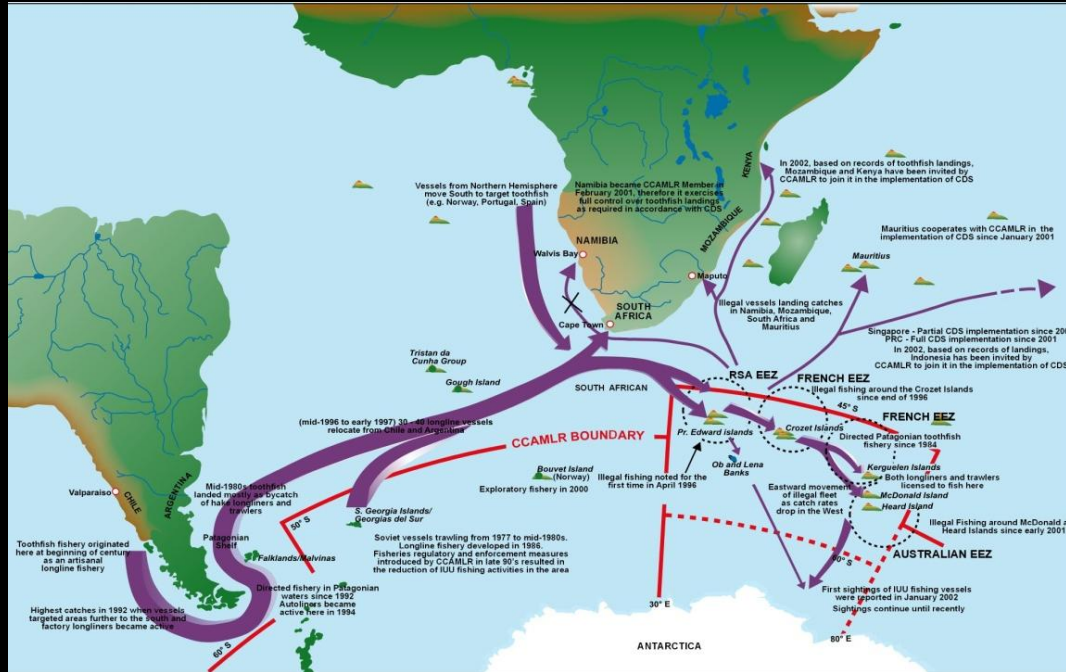 Vessels from Northern Hemisphere
move South to target toothfish
(e.g. Norway, Portugal, Spain)
Namibia became CCAMLR Member in
February 2001, therefore it exercises
full control over toothfish landings
as required in accordance with CDS
KENYA
In 2002, based on records of toothfish landings,
Mozambique and Kenya have been invited
by CCAMLR to join it in the implementation of CDS
MOZAMBIQUE
Mauritius cooperates with CCAMLR in the
implementation of CDS since January 2001
Mauritius
NAMIBIA
Walvis Bay
Maputo
SOUTH
AFRICA
Cape Town
Illegal vessels landing catches
in Namibia, Mozambique,
South Africa and
Mauritius
Singapore - Partial CDS implementation since
PRC - Full CDS implementation since 2001
In 2002, based on records of landings,
Indonesia has been invited by
CCAMLR to join it in the implementation of CDS
Tristan da
Cunha Group
Gough Island
SOUTH AFRICAN
RSA EEZ
FRENCH EEZ
Illegal fishing around the Crozet Islands
since end of 1996
45° S
FRENCH EEZ
(mid-1996 to early 1997) 30 - 40 longline vessels
relocate from Chile and Argentina
CCAMLR BOUNDARY
Pr. Edward islands
Crozet Islands
Directed Patagonian toothfish
fishery since 1984
Kerguelen Islands
Both longliners and trawlers
licensed to fish here
McDonald Island
Heard Island
Ob and Lena
Banks
Bouvet Island
(Norway)
Exploratory fishery in 2000
Illegal fishing noted for the
first time in April 1996
Eastward movement
of illegal fleet
as catch rates
drop in the West
Illegal Fishing around McDonald
Heard Islands since early 2001
AUSTRALIAN EEZ
60° S
First sightings of IUU fishing vessels
were reported in January 2002
Sightings continue until recently
Valparaiso
CHILE
ARGENTINA
Mid-1980s toothfish
landed mostly as bycatch
of hake longliners and
trawlers
Patagonian
Shelf
50° S
S. Georgia Islands/
Georgias del Sur
Soviet vessels trawling from 1977 to mid-1980s.
Longline fishery developed in 1986.
Fisheries regulatory and enforcement measures
introduced by CCAMLR in late 90's resulted in
the reduction of IUU fishing activities in the area
Toothfish fishery originated
here at beginning of century
as an artisanal
longline fishery
Falklands/Malvinas
Directed fishery in Patagonian
waters since 1992
Autoliners became
active here in 1994
Highest catches in 1992 when vessels
targeted areas further to the south and
factory longliners became active
60° S
30° E
80° E
ANTARCTICA